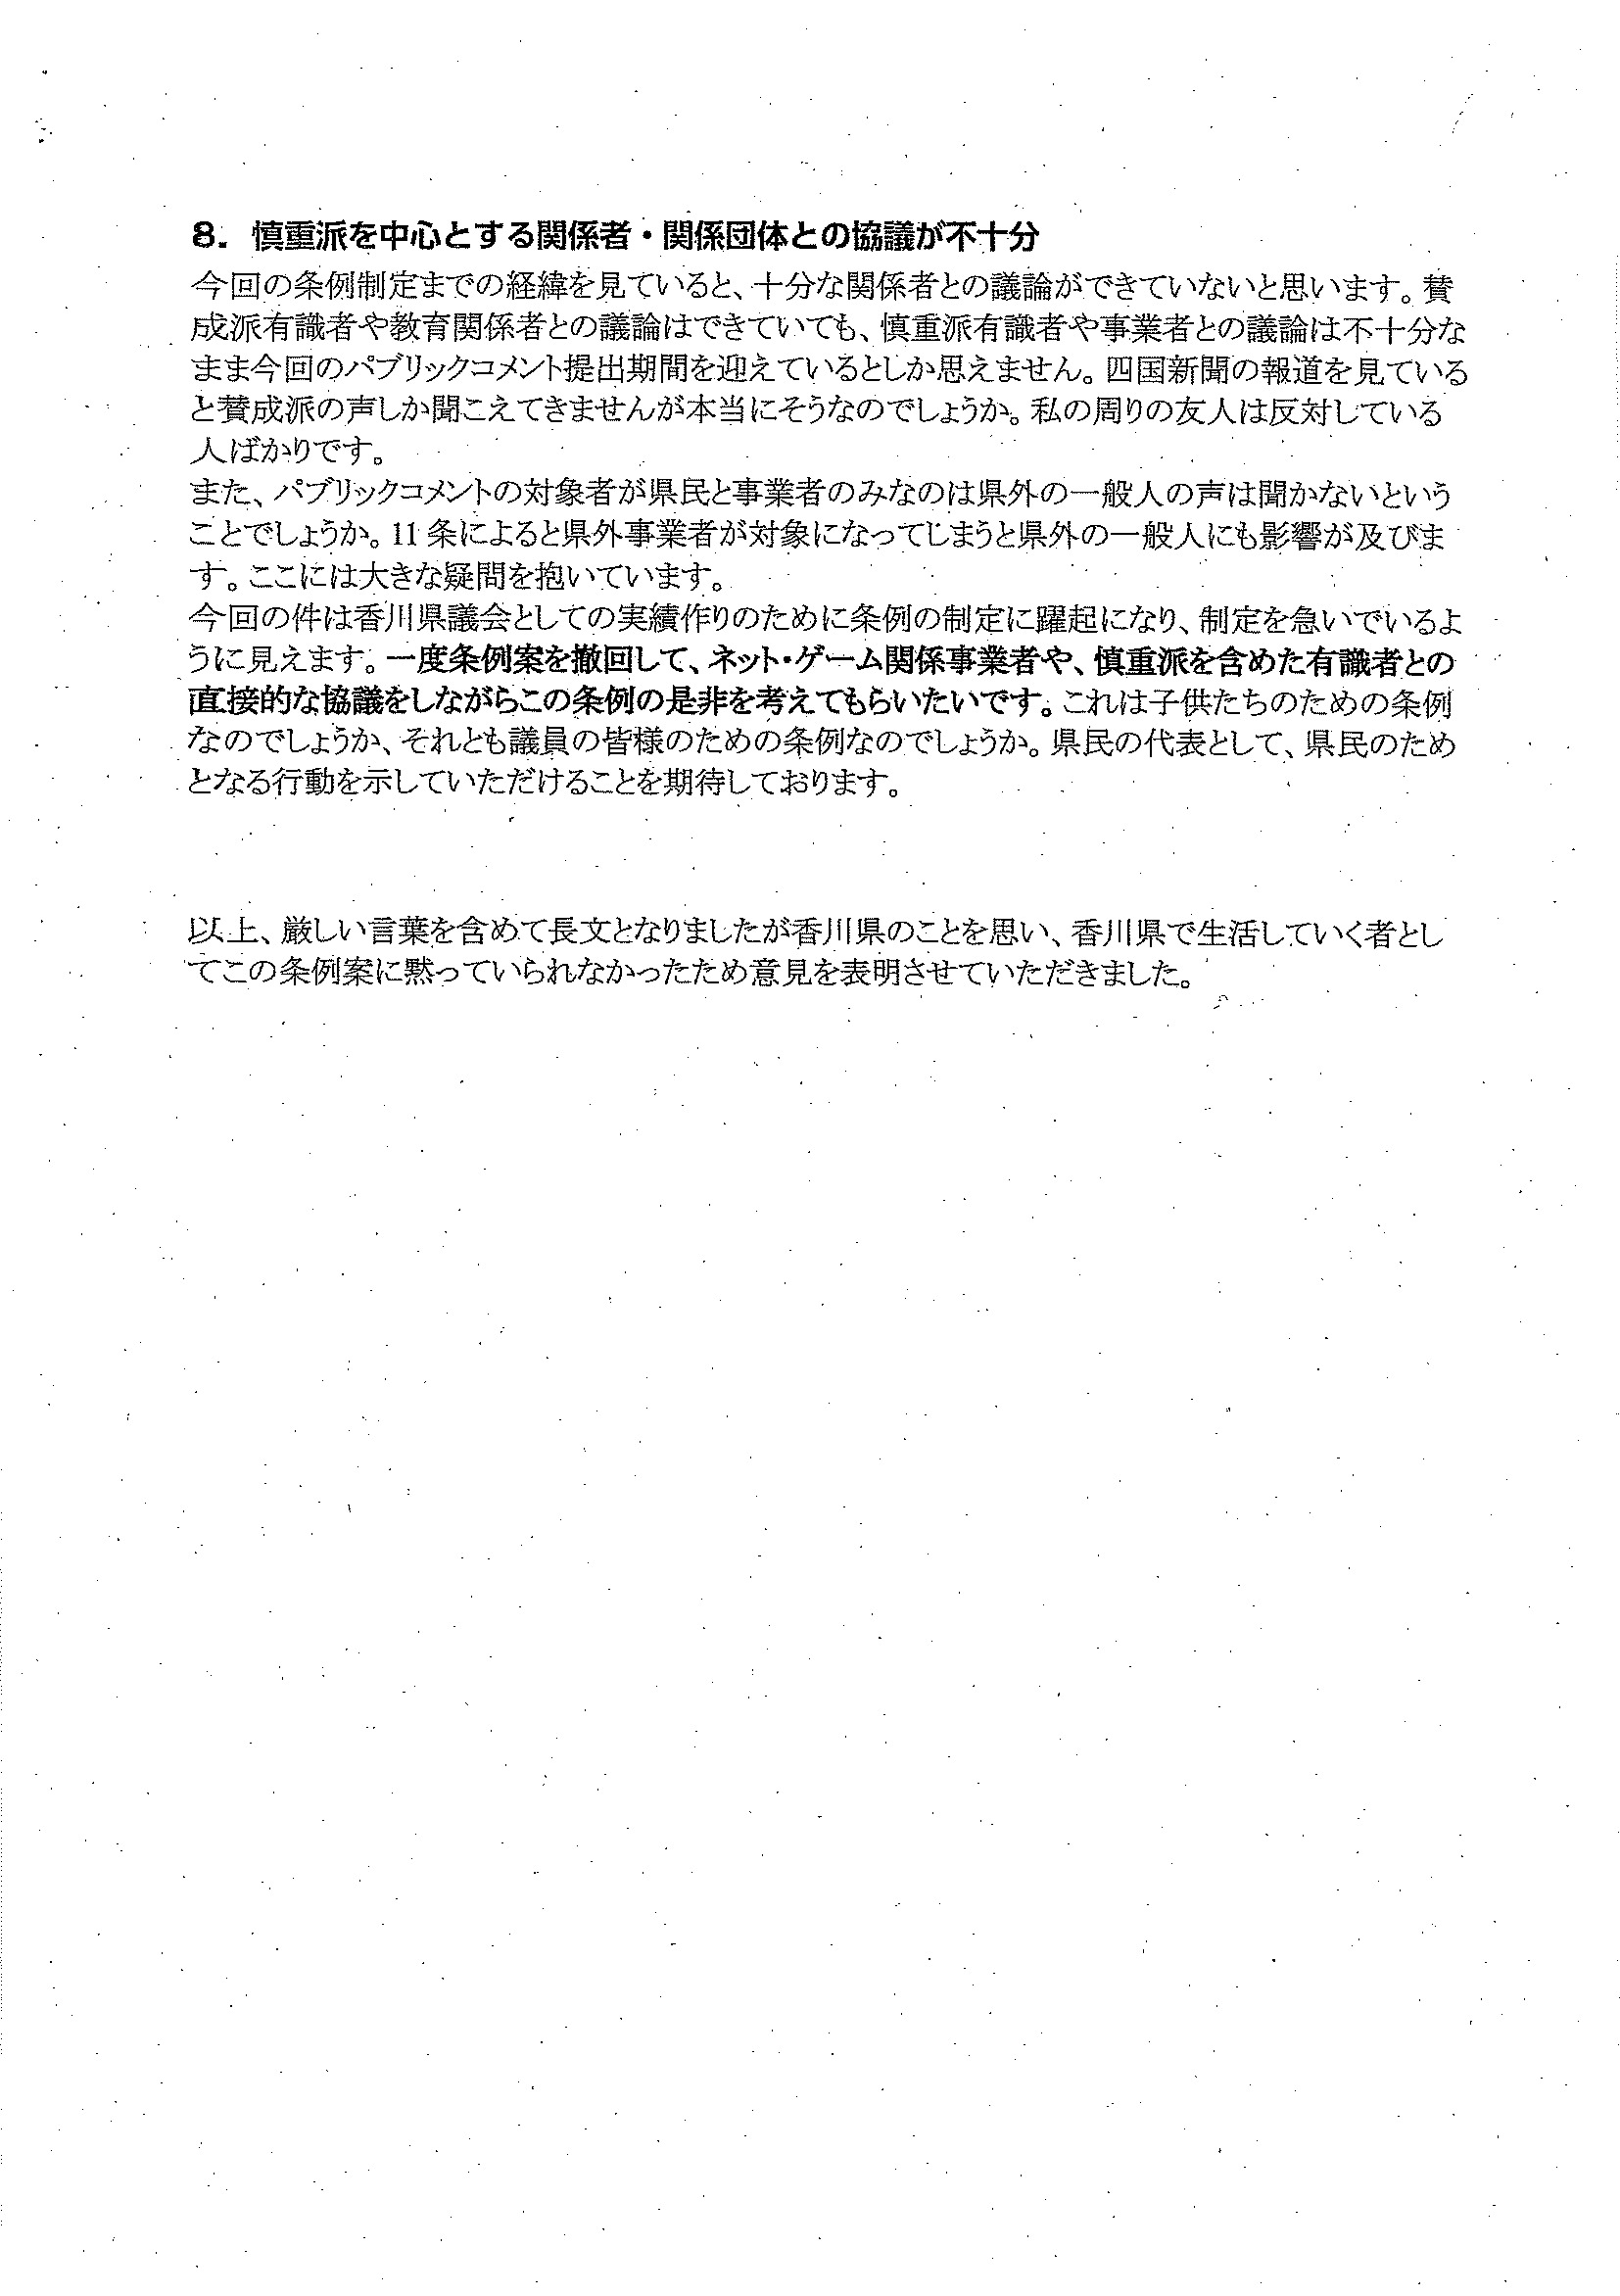 8. 慎重派を中心とする関係者・関係団体との協議が不十分
今回の条例制定までの経緯を見ていると、十分な関係者との議論ができていないと思います。賛
成派有識者や教育関係者との議論はできていても、慎重派有識者や事業者との議論は不十分な
まま今回のパブリックコメント提出期間を迎えているとしか思えません。四国新聞の報道を見ている
と賛成派の声しか聞こえてきませんが本当にそうなのでしょうか。私の周りの友人は反対している
人ばかりです。
また、パブリックコメントの対象者が県民と事業者のみなのは県外の一般人の声は聞かないという
ことでしょうか。11 条によると県外事業者が対象になってしまうと県外の一般人にも影響が及びま
す。ここには大きな疑問を抱いています。
今回の件は香川県議会としての実績作りのために条例の制定に躍起になり、制定を急いでいるよ
うに見えます。一度条例案を撤回して、ネット・ゲーム関係事業者や、慎重派を含めた有識者との
直接的な協議をしながらこの条例の是非を考えてもらいたいです。これは子供たちのための条例
なのでしょうか、それとも議員の皆様のための条例なのでしょうか。県民の代表として、県民のため
となる行動を示していただけることを期待しております。
以上、厳しい言葉を含めて長文となりましたが香川県のことを思い、香川県で生活していく者とし
てこの条例案に黙っていられなかったため意見を表明させていただきました。